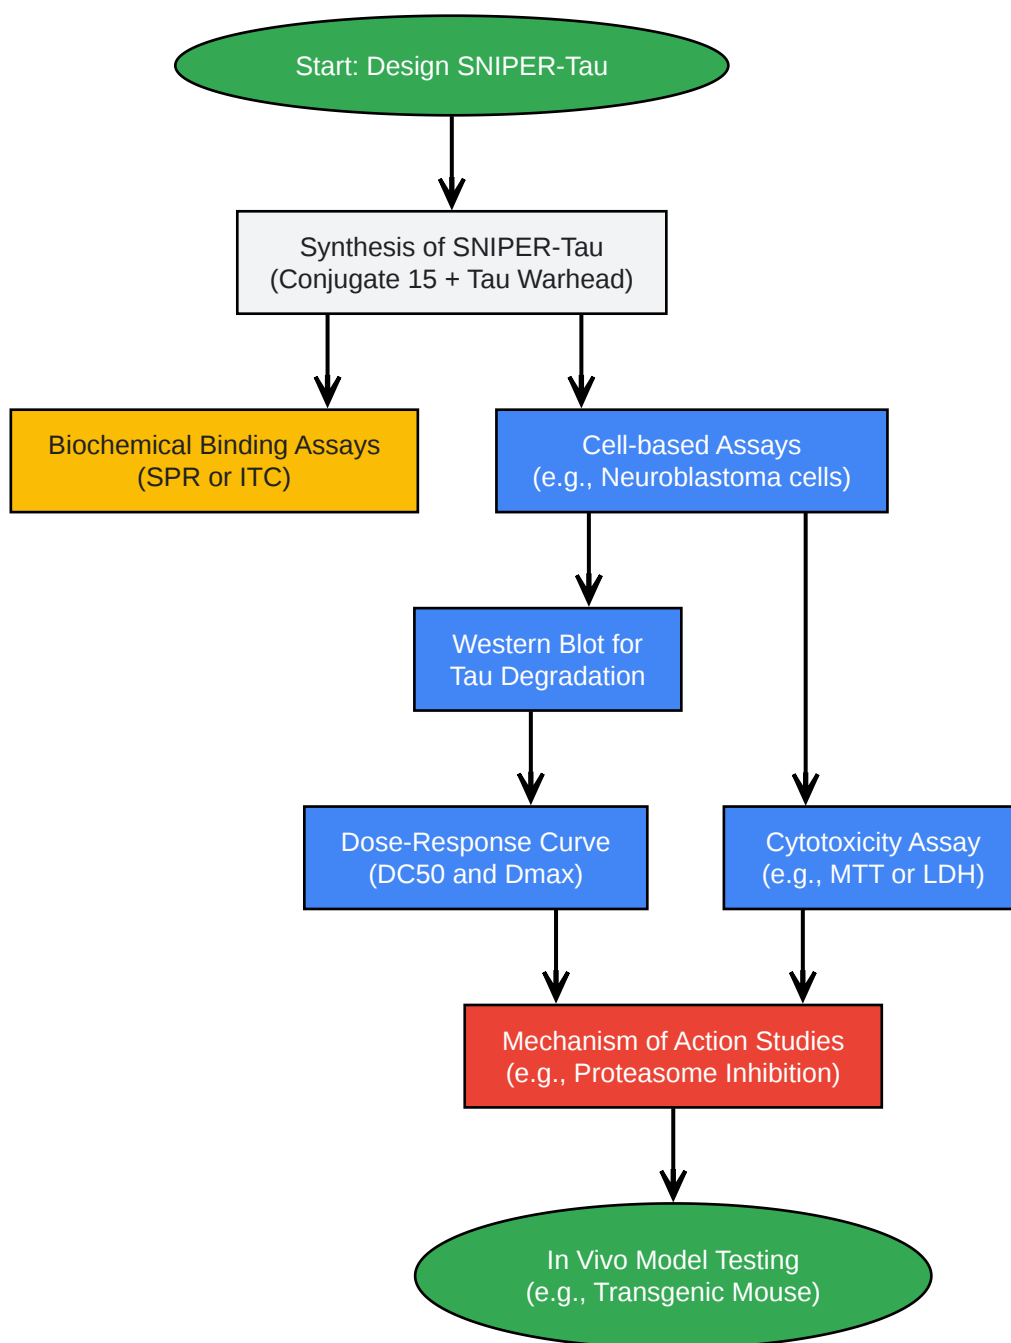 Start: Design SNIPER-Tau
Synthesis of SNIPER-Tau
(Conjugate 15 + Tau Warhead)
Biochemical Binding Assays
(SPR or ITC)
Cell-based Assays
(e.g., Neuroblastoma cells)
Western Blot for
Tau Degradation
Dose-Response Curve
(DC50 and Dmax)
Cytotoxicity Assay
(e.g., MTT or LDH)
Mechanism of Action Studies
(e.g., Proteasome Inhibition)
In Vivo Model Testing
(e.g., Transgenic Mouse)